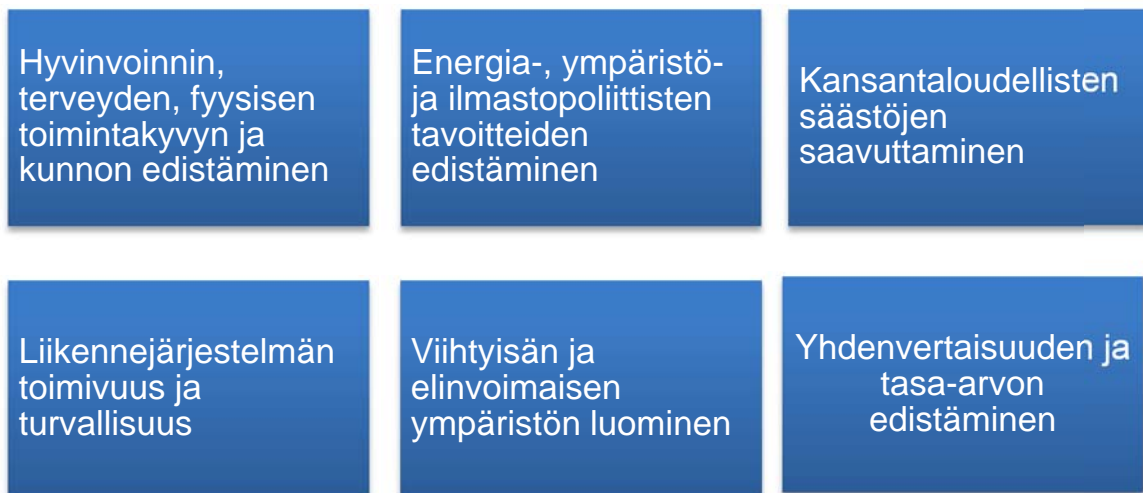 Hyvinvoinnin,
terveyden, fyysisen
toimintakyvyn ja
kunnon edistäminen
Energia-, ympäristö-
ja ilmastopoliittisten
tavoitteiden
edistäminen
Kansantaloudellisten
säästöjen
saavuttaminen
Liikennejärjestelmän
toimivuus ja
turvallisuus
Viihtyisän ja
elinvoimaisen
ympäristön luominen
Yhdenvertaisuuden ja
tasa-arvon
edistäminen